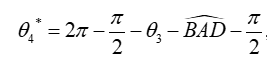 θ₄* = 2π − π/2 − θ₃ − \widehat{BAD} − π/2,